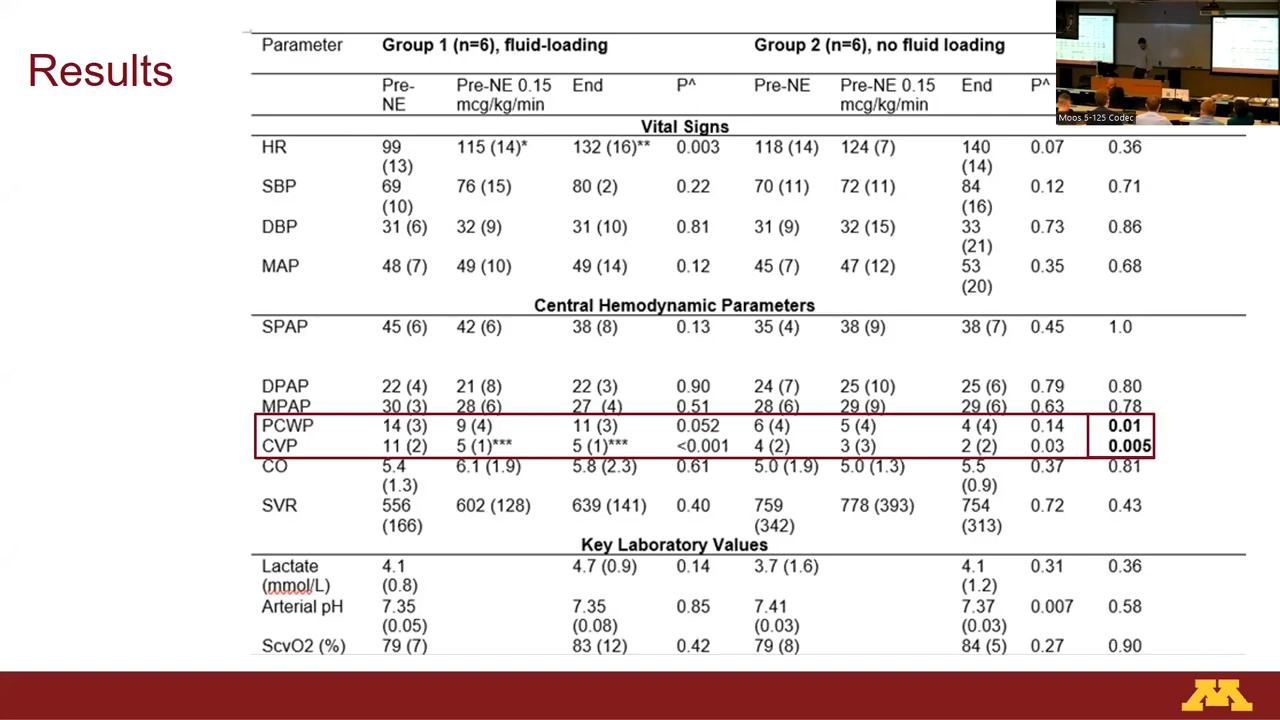 Results
Parameter Group 1 (n=6), fluid-loading Group 2 (n=6), no fluid loading
Pre-NE Pre-NE 0.15 mcg/kg/min End P^ Pre-NE Pre-NE 0.15 mcg/kg/min End P^
Vital Signs
HR 99 (13) 115 (14)* 132 (16)** 0.003 118 (14) 124 (7) 140 (14) 0.07 0.36
SBP 69 (10) 76 (15) 80 (2) 0.22 70 (11) 72 (11) 84 (16) 0.12 0.71
DBP 31 (6) 32 (9) 31 (10) 0.81 31 (9) 32 (15) 33 (21) 0.73 0.86
MAP 48 (7) 49 (10) 49 (14) 0.12 45 (7) 47 (12) 53 (20) 0.35 0.68
Central Hemodynamic Parameters
SPAP 45 (6) 42 (6) 38 (8) 0.13 35 (4) 38 (9) 38 (7) 0.45 1.0
DPAP 22 (4) 21 (8) 22 (3) 0.90 24 (7) 25 (10) 25 (6) 0.79 0.80
MPAP 30 (3) 28 (6) 27 (4) 0.51 28 (6) 29 (9) 29 (6) 0.63 0.78
PCWP 14 (3) 9 (4) 11 (3) 0.052 6 (4) 5 (4) 4 (4) 0.14 0.01
CVP 11 (2) 5 (1)*** 5 (1)*** <0.001 4 (2) 3 (3) 2 (2) 0.03 0.005
CO 5.4 (1.3) 6.1 (1.9) 5.8 (2.3) 0.61 5.0 (1.9) 5.0 (1.3) 5.5 (0.9) 0.37 0.81
SVR 556 (166) 602 (128) 639 (141) 0.40 759 (342) 778 (393) 754 (313) 0.72 0.43
Key Laboratory Values
Lactate (mmol/L) 4.1 (0.8) 4.7 (0.9) 0.14 3.7 (1.6) 4.1 (1.2) 0.31 0.36
Arterial pH 7.35 (0.05) 7.35 (0.08) 0.85 7.41 (0.03) 7.37 (0.03) 0.007 0.58
ScvO2 (%) 79 (7) 83 (12) 0.42 79 (8) 84 (5) 0.27 0.90
Moos 5-125 Codec
M